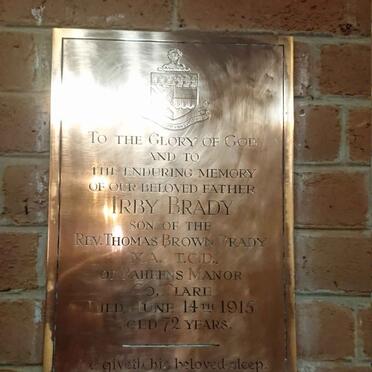 TO THE GLORY OF GOD
AND TO
THE ENDURING MEMORY
OF OUR BELOVED FATHER
IRBY BRADY
SON OF THE
REV. THOMAS BROWN BRADY
M.A. T.C.D.
OF MANOR
CO. CLARE
DIED JUNE 14TH 1915
AGED 72 YEARS.
He giveth his beloved sleep